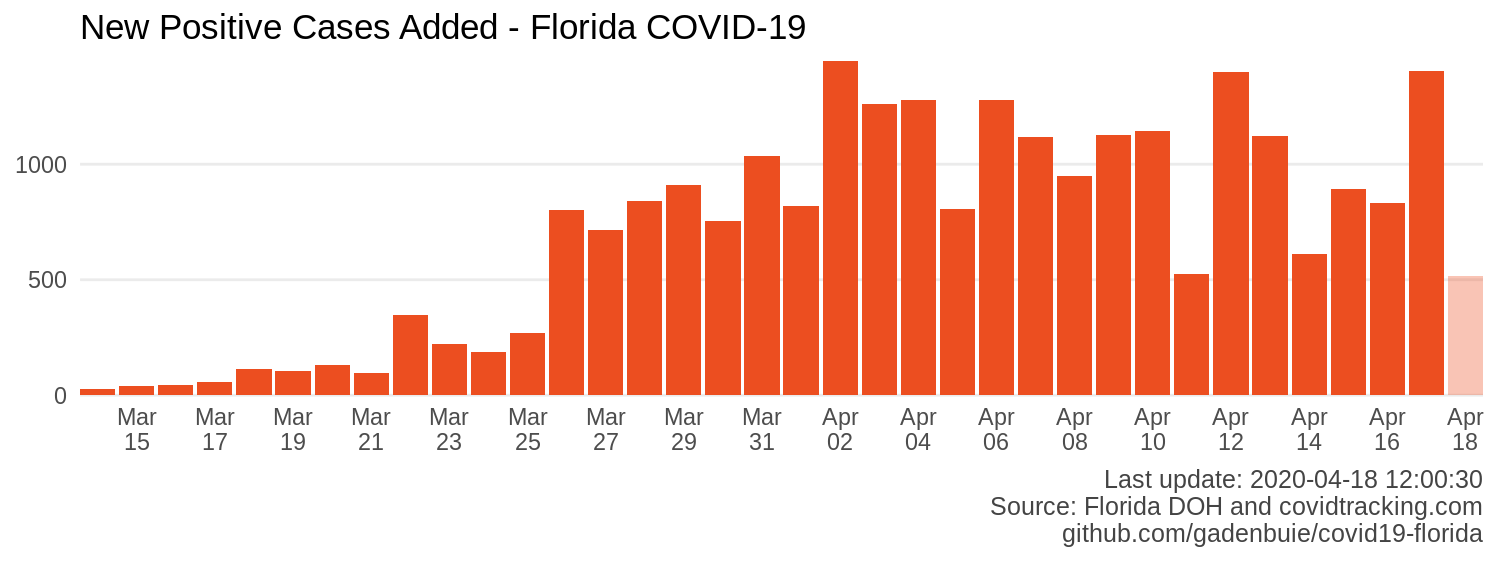 New Positive Cases Added - Florida COVID-19
1000
500
0
Mar Mar Mar Mar Mar Mar Mar Mar Mar Apr Apr Apr Apr Apr Apr Apr Apr Apr
15 17 19 21 23 25 27 29 31 02 04 06 08 10 12 14 16 18
Last update: 2020-04-18 12:00:30
Source: Florida DOH and covidtracking.com
github.com/gadenbuie/covid19-florida